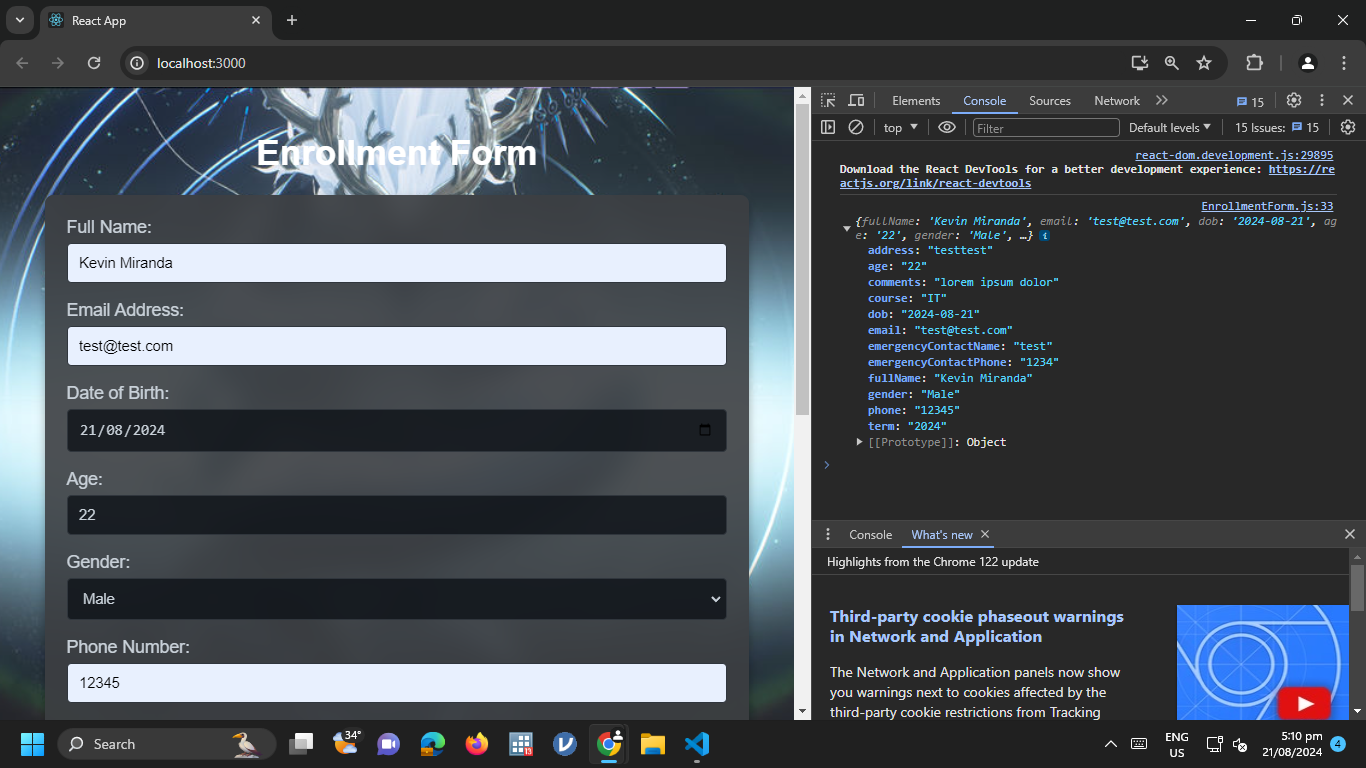 React App
localhost:3000
Enrollment Form
Full Name:
Kevin Miranda
Email Address:
test@test.com
Date of Birth:
21/08/2024
Age:
22
Gender:
Male
Phone Number:
12345
Elements Console Sources Network 15
top Filter Default levels 15 Issues: 15
react-dom.development.js:29895
Download the React DevTools for a better development experience: https://re
actjs.org/link/react-devtools
EnrollmentForm.js:33
{fullName: 'Kevin Miranda', email: 'test@test.com', dob: '2024-08-21', ag
e: '22', gender: 'Male', …}
address: "testtest"
age: "22"
comments: "lorem ipsum dolor"
course: "IT"
dob: "2024-08-21"
email: "test@test.com"
emergencyContactName: "test"
emergencyContactPhone: "1234"
fullName: "Kevin Miranda"
gender: "Male"
phone: "12345"
term: "2024"
[[Prototype]]: Object
Console What's new
Highlights from the Chrome 122 update
Third-party cookie phaseout warnings
in Network and Application
The Network and Application panels now show
you warnings next to cookies affected by the
third-party cookie restrictions from Tracking
Search
34°
13
ENG
US
5:10 pm
21/08/2024
4